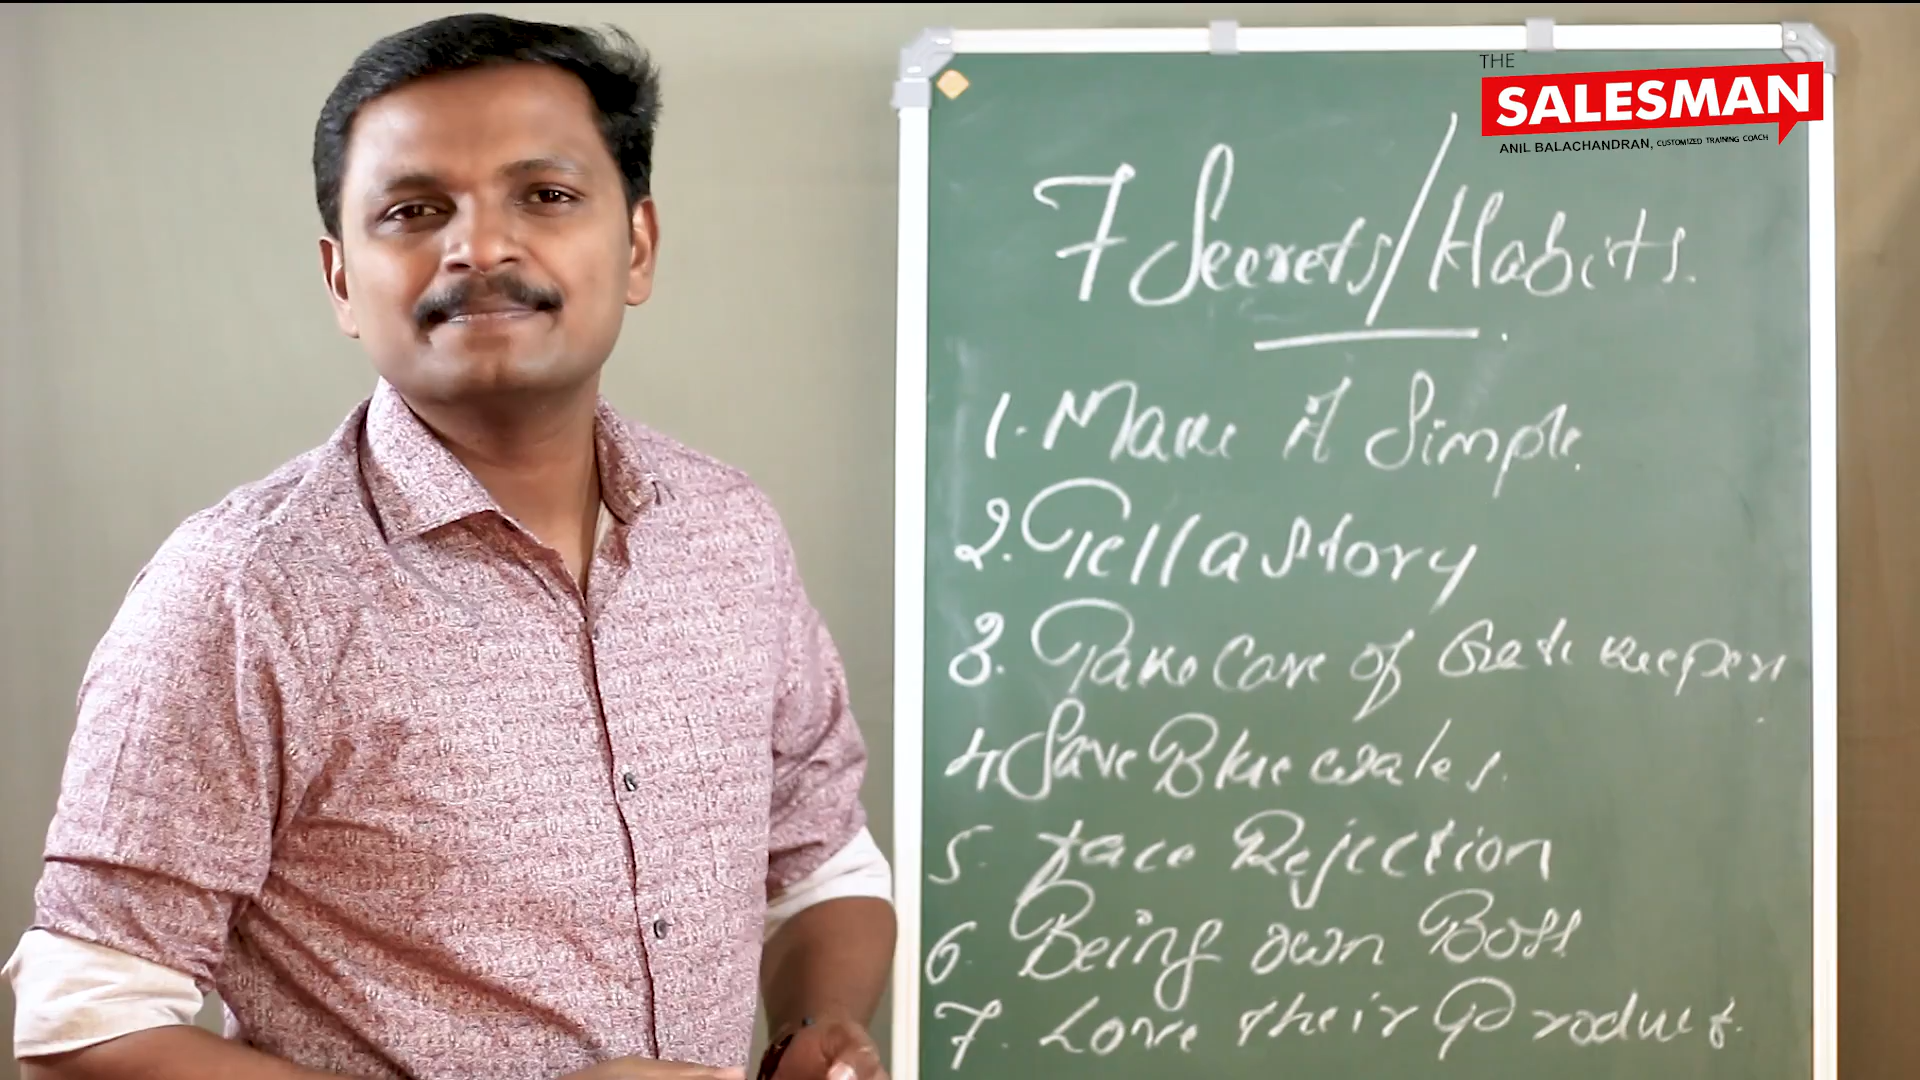 THE
SALESMAN
ANIL BALACHANDRAN, CUSTOMIZED TRAINING COACH
7 Secrets/Habits.
1. Make it Simple.
2. Tell a story
3. Take Care of Gate keepers
4 Save Blue wales.
5. face Rejection
6. Being own Boss
7. Love their Product.